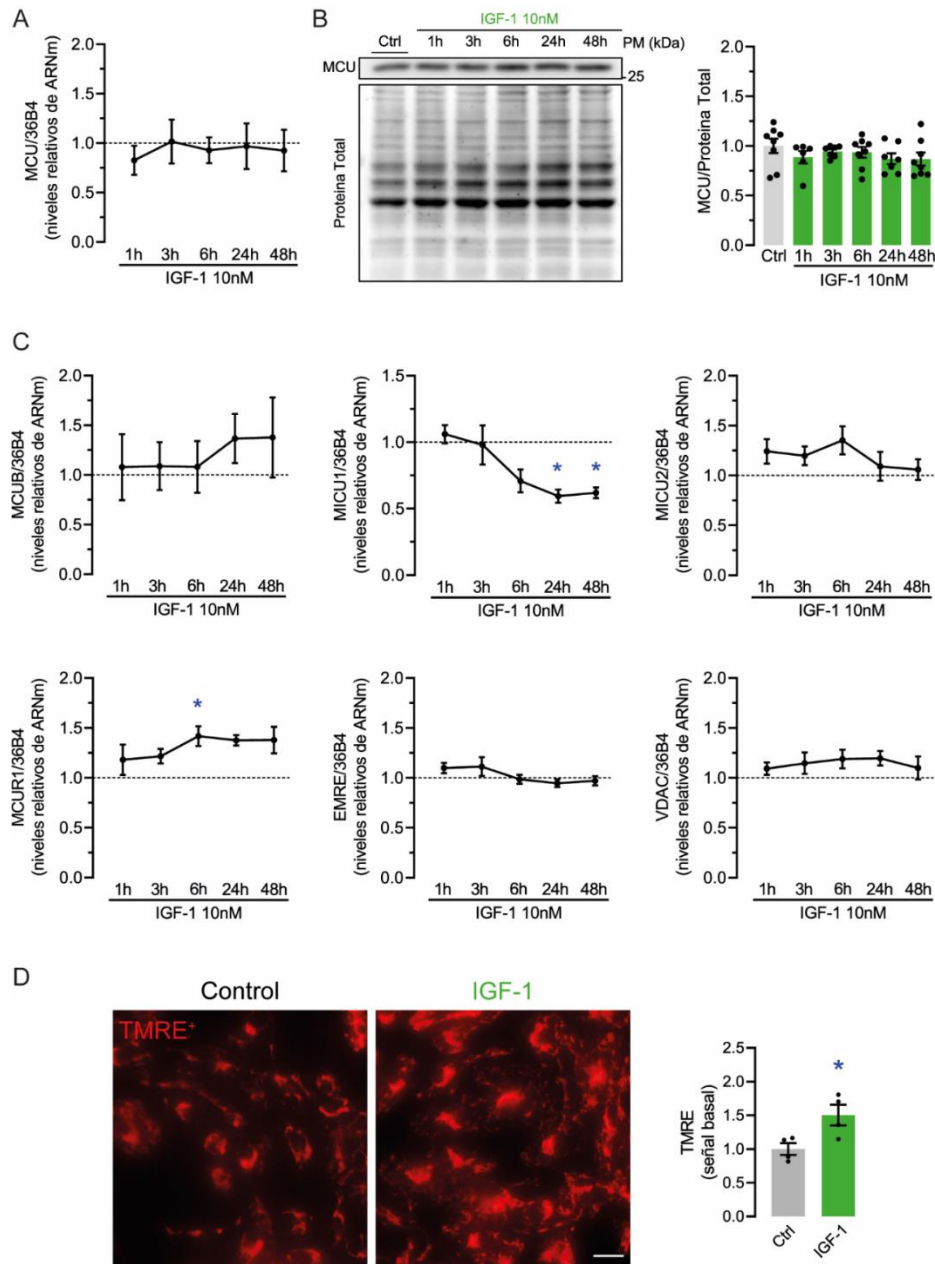 A
MCU/36B4
(niveles relativos de ARNm)
2.0
1.5
1.0
0.5
0.0
1h 3h 6h 24h 48h
IGF-1 10nM
B
IGF-1 10nM
Ctrl 1h 3h 6h 24h 48h PM (kDa)
MCU
-25
Proteina Total
MCU/Proteina Total
2.0
1.5
1.0
0.5
0.0
Ctrl 1h 3h 6h 24h 48h
IGF-1 10nM
C
MCUB/36B4
(niveles relativos de ARNm)
2.0
1.5
1.0
0.5
0.0
1h 3h 6h 24h 48h
IGF-1 10nM
MICU1/36B4
(niveles relativos de ARNm)
1.5
1.0
0.5
0.0
* *
1h 3h 6h 24h 48h
IGF-1 10nM
MICU2/36B4
(niveles relativos de ARNm)
2.0
1.5
1.0
0.5
0.0
1h 3h 6h 24h 48h
IGF-1 10nM
MCUR1/36B4
(niveles relativos de ARNm)
2.0
1.5
1.0
0.5
0.0
*
1h 3h 6h 24h 48h
IGF-1 10nM
EMRE/36B4
(niveles relativos de ARNm)
2.0
1.5
1.0
0.5
0.0
1h 3h 6h 24h 48h
IGF-1 10nM
VDAC/36B4
(niveles relativos de ARNm)
2.0
1.5
1.0
0.5
0.0
1h 3h 6h 24h 48h
IGF-1 10nM
D
Control
IGF-1
TMRE⁺
TMRE
(señal basal)
2.5
2.0
1.5
1.0
0.5
0.0
*
Ctrl
IGF-1